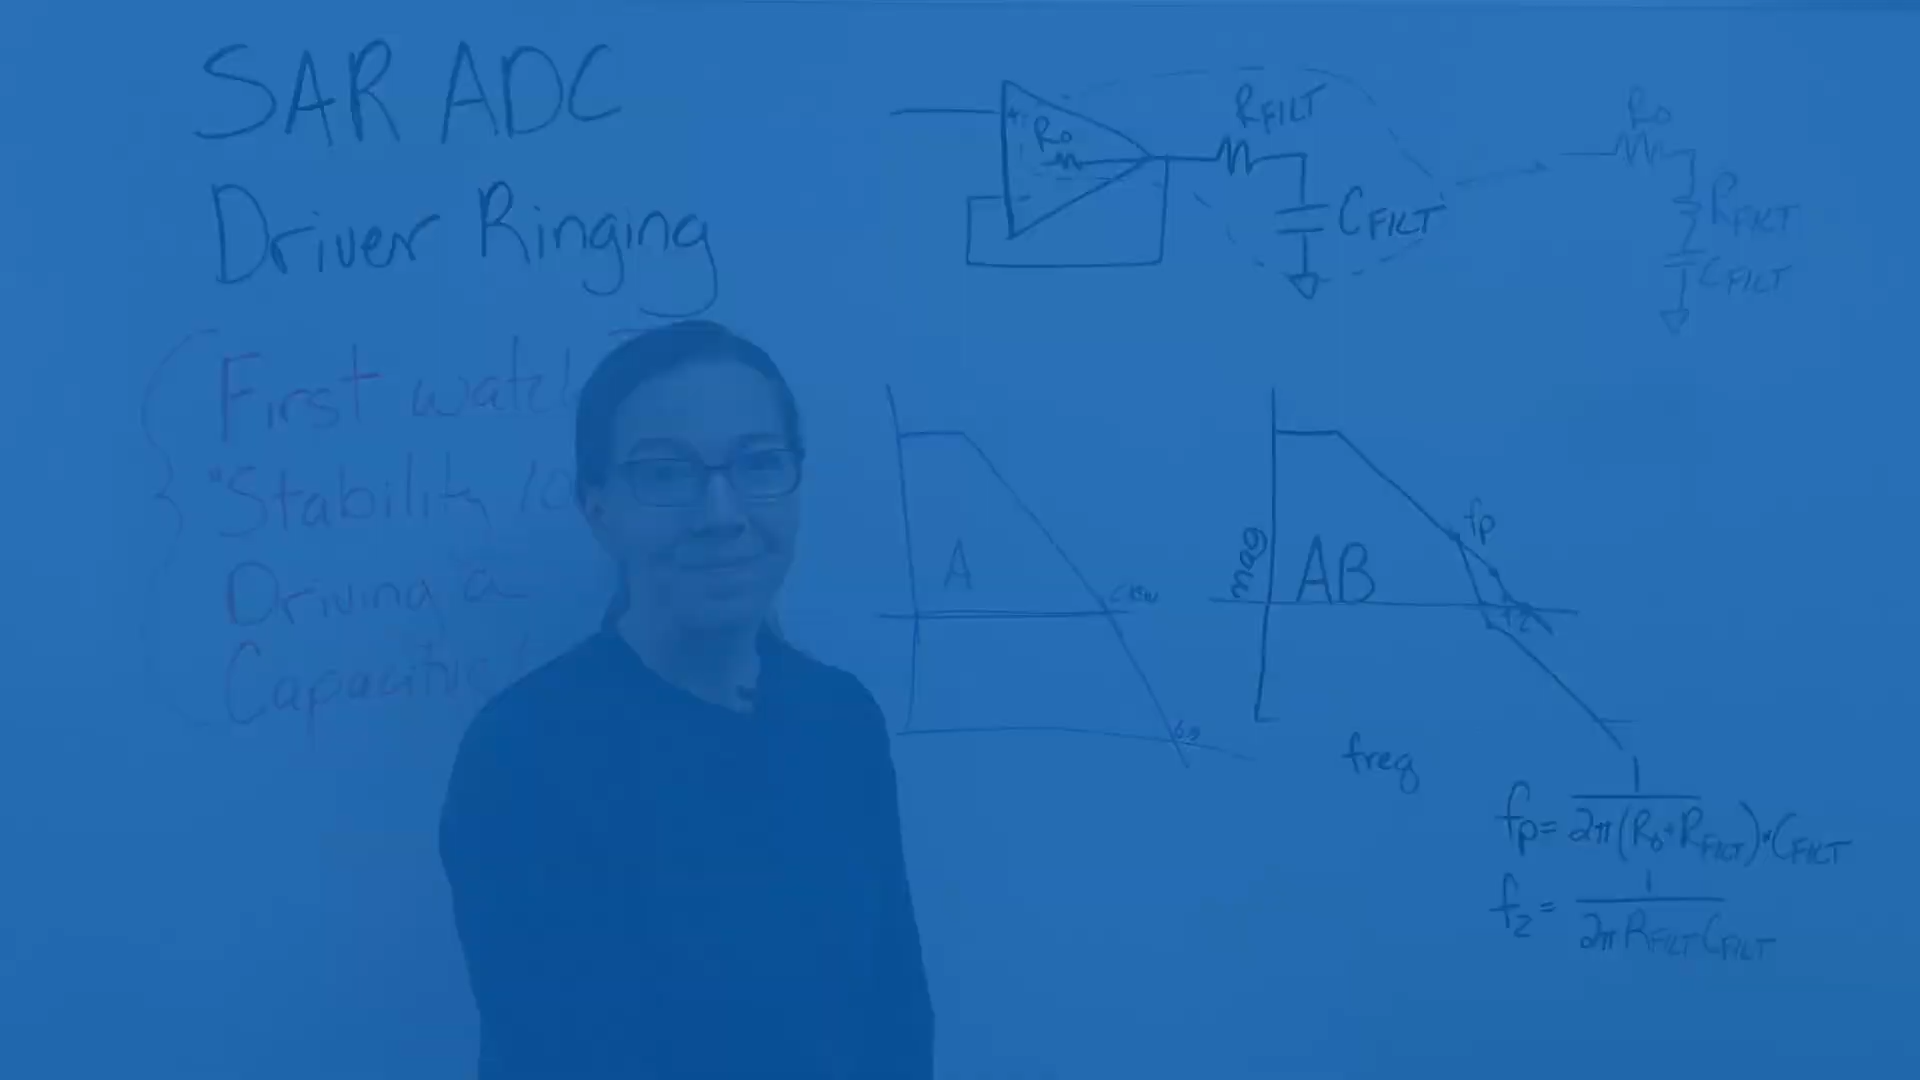 SAR ADC
Driver Ringing
First watch
"Stability
Driving a
Capacitive
+
Ro
RFILT
CFILT
Ro
RFILT
CFILT
A
mag
AB
fp
fz
freq
fp = 1 / 2π(Ro+RFILT)•CFILT
fz = 1 / 2πRFILTCFILT